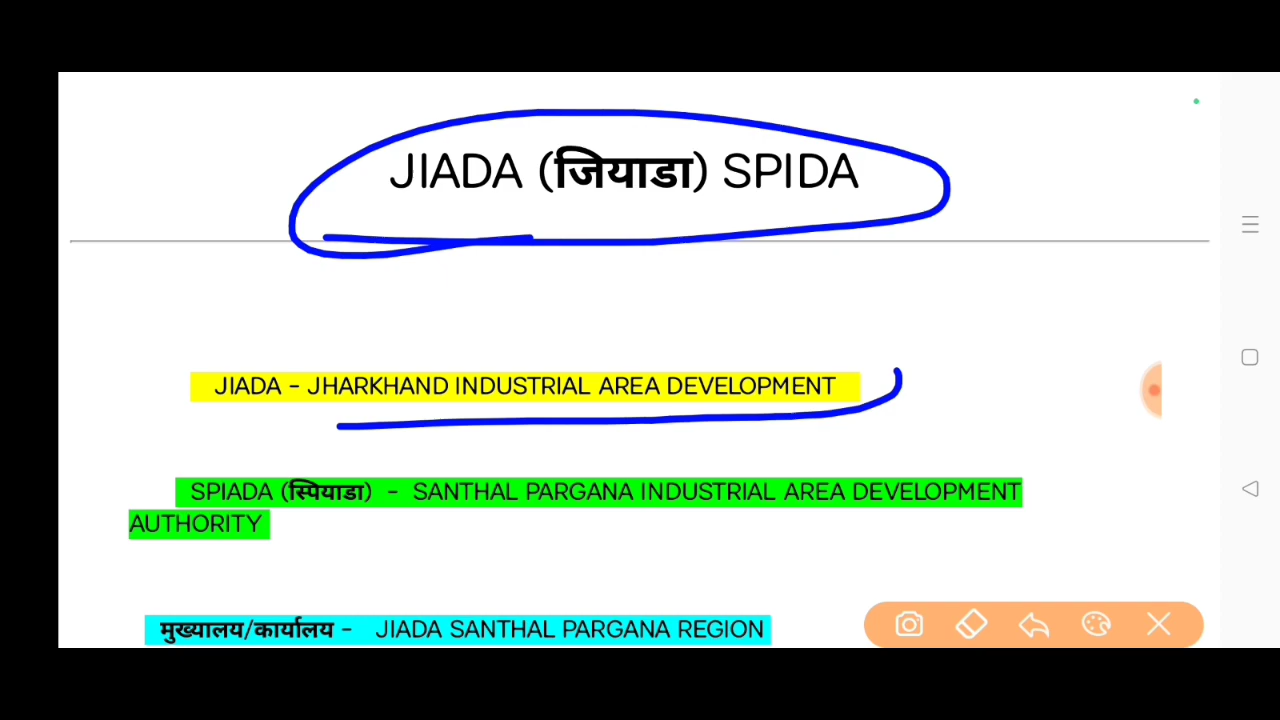 JIADA (जियाडा) SPIDA
JIADA - JHARKHAND INDUSTRIAL AREA DEVELOPMENT
SPIADA (स्पियाडा) - SANTHAL PARGANA INDUSTRIAL AREA DEVELOPMENT
AUTHORITY
मुख्यालय/कार्यालय - JIADA SANTHAL PARGANA REGION